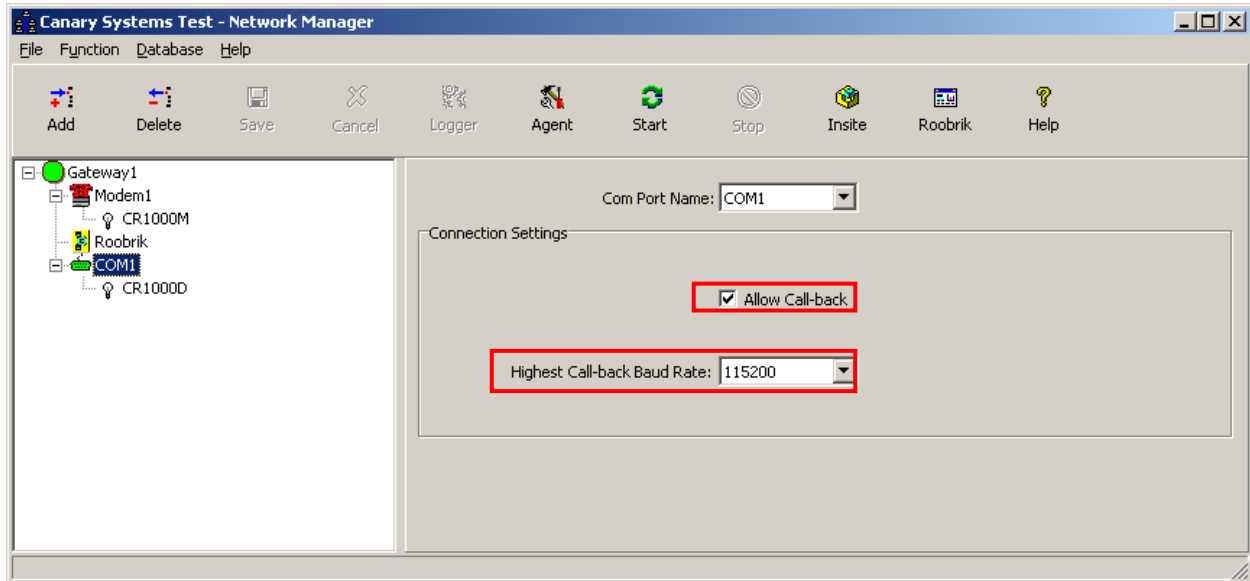 Canary Systems Test - Network Manager
File Function Database Help
Add Delete Save Cancel Logger Agent Start Stop Insite Roobrik Help
Gateway1
Modem1
CR1000M
Roobrik
COM1
CR1000D
Com Port Name: COM1
Connection Settings
Allow Call-back
Highest Call-back Baud Rate: 115200